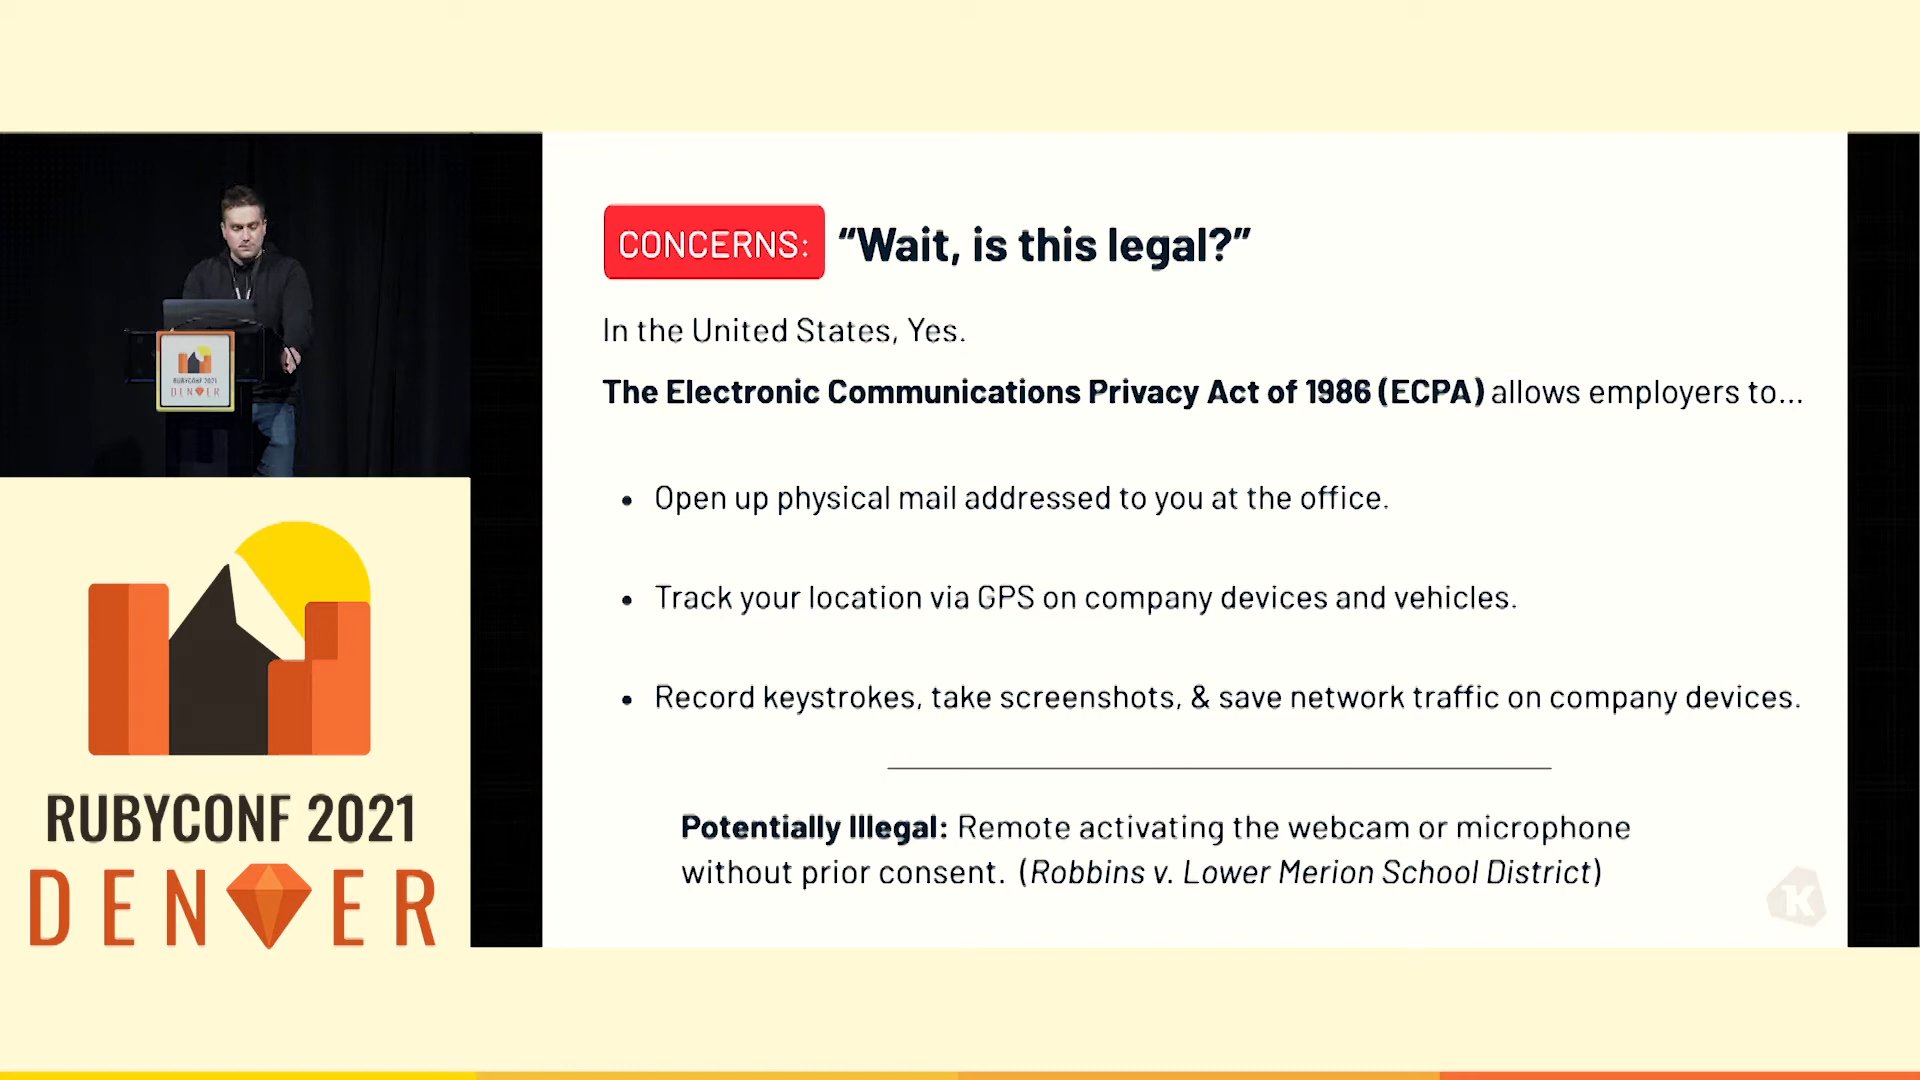 CONCERNS: “Wait, is this legal?”
In the United States, Yes.
The Electronic Communications Privacy Act of 1986 (ECPA) allows employers to...
• Open up physical mail addressed to you at the office.
• Track your location via GPS on company devices and vehicles.
• Record keystrokes, take screenshots, & save network traffic on company devices.
Potentially Illegal: Remote activating the webcam or microphone
without prior consent. (Robbins v. Lower Merion School District)
K
RUBYCONF 2021
DENVER
RUBYCONF 2021
DENVER